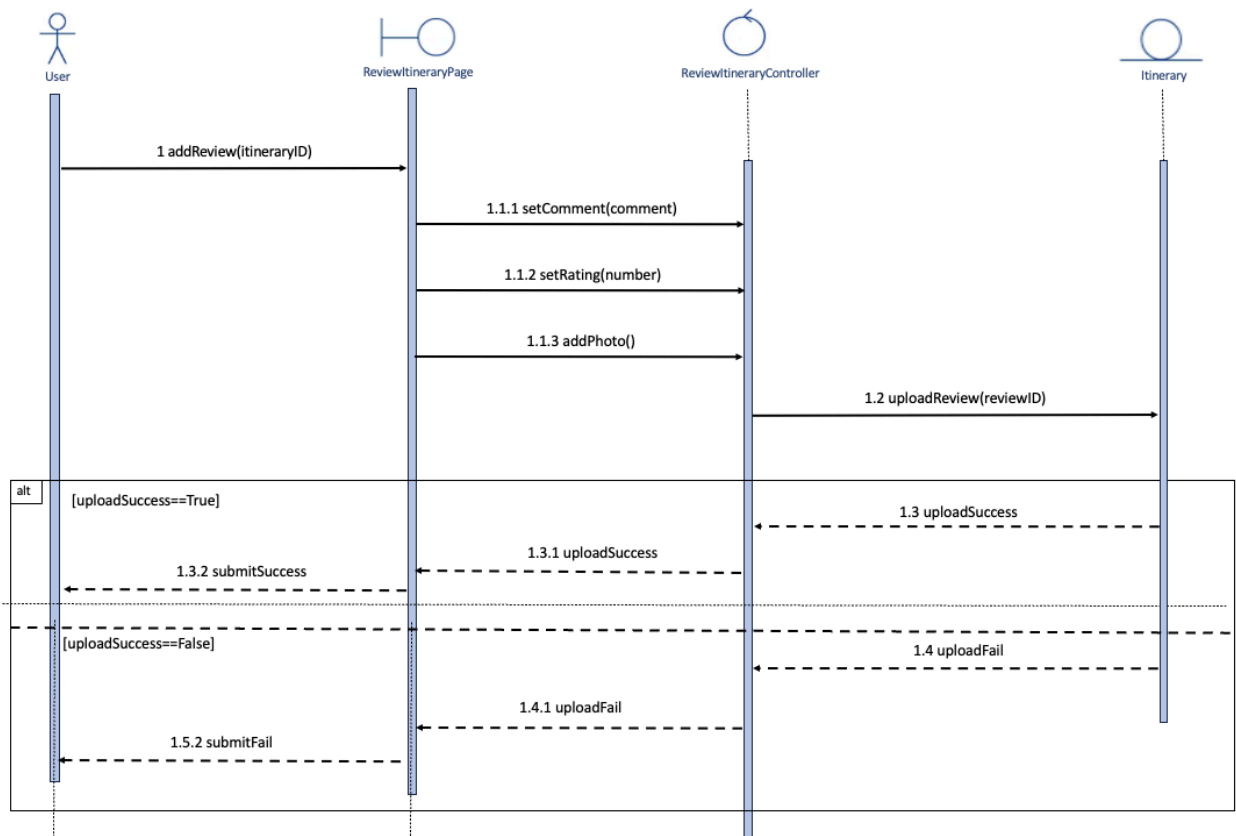 User
ReviewItineraryPage
ReviewItineraryController
Itinerary
1 addReview(itineraryID)
1.1.1 setComment(comment)
1.1.2 setRating(number)
1.1.3 addPhoto()
1.2 uploadReview(reviewID)
alt
[uploadSuccess==True]
1.3 uploadSuccess
1.3.1 uploadSuccess
1.3.2 submitSuccess
[uploadSuccess==False]
1.4 uploadFail
1.4.1 uploadFail
1.5.2 submitFail